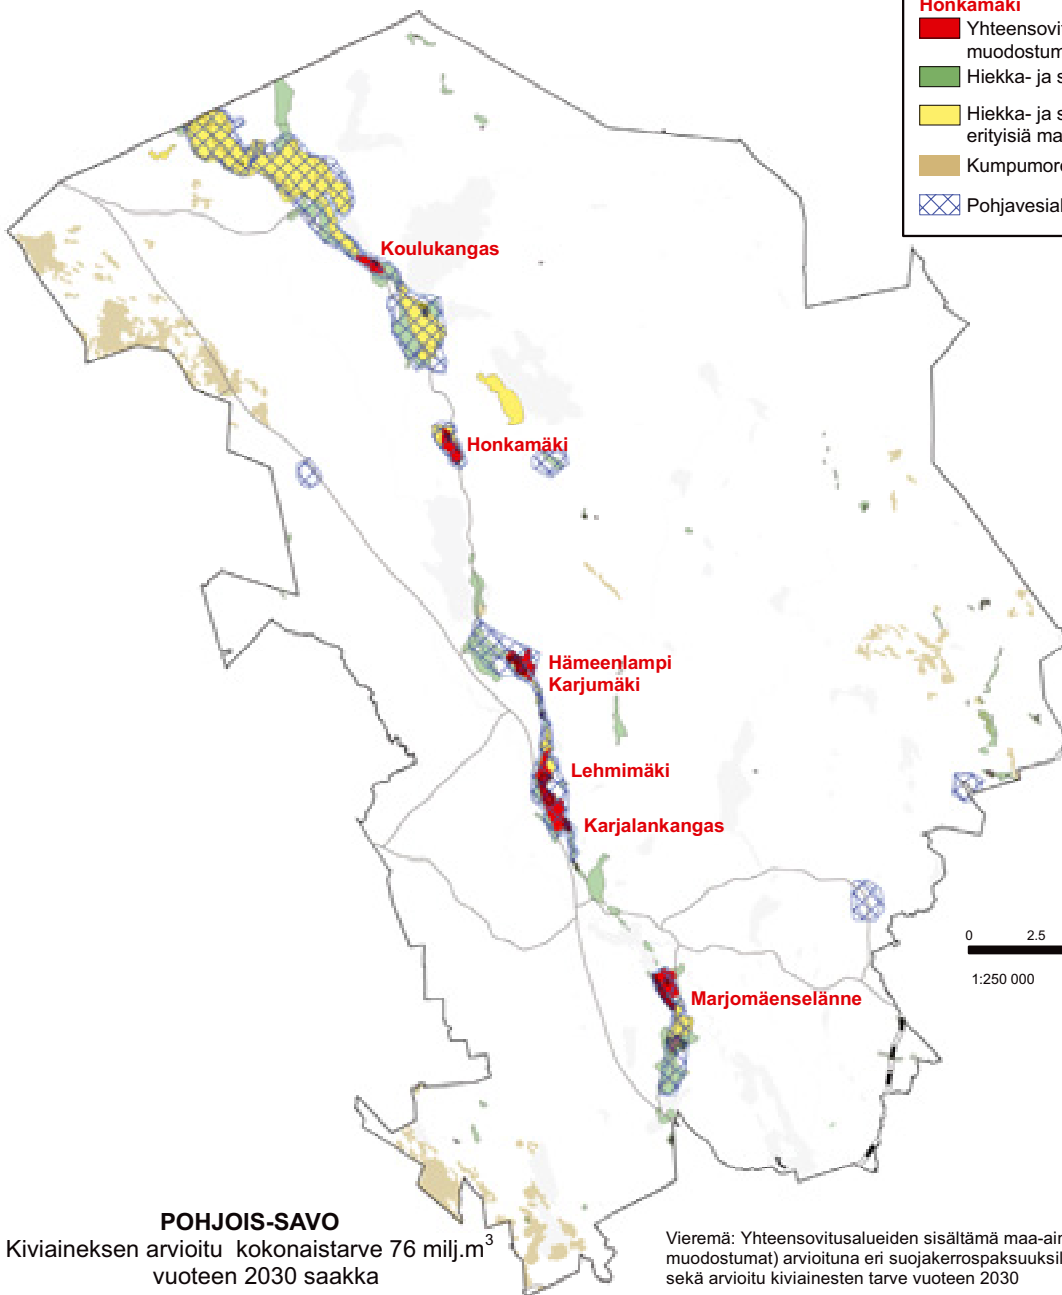 Honkamäki
Yhteensovit
muodostum
Hiekka- ja s
Hiekka- ja s
erityisiä ma
Kumpumore
Pohjavesial
Koulukangas
Honkamäki
Hämeenlampi
Karjumäki
Lehmimäki
Karjalankangas
Marjomäenselänne
0 2.5
1:250 000
POHJOIS-SAVO
Kiviaineksen arvioitu kokonaistarve 76 milj.m³
vuoteen 2030 saakka
Vieremä: Yhteensovitusalueiden sisältämä maa-ain
muodostumat) arvioituna eri suojakerrospaksuuksil
sekä arvioitu kiviainesten tarve vuoteen 2030